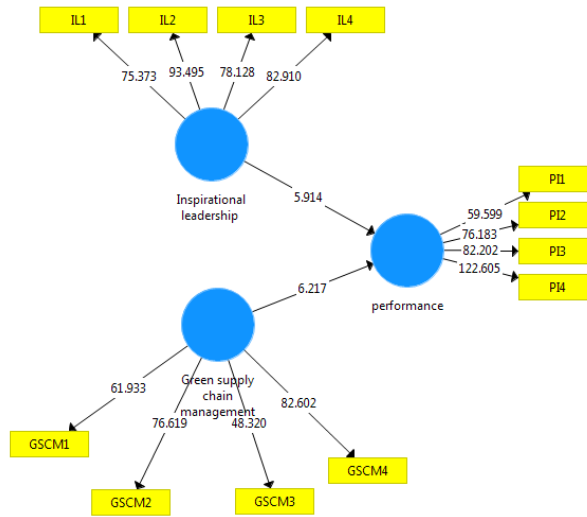 IL1
IL2
IL3
IL4
75.373
93.495
78.128
82.910
Inspirational
leadership
5.914
PI1
PI2
PI3
PI4
59.599
76.183
82.202
122.605
performance
6.217
Green supply
chain
management
61.933
76.619
48.320
82.602
GSCM1
GSCM2
GSCM3
GSCM4